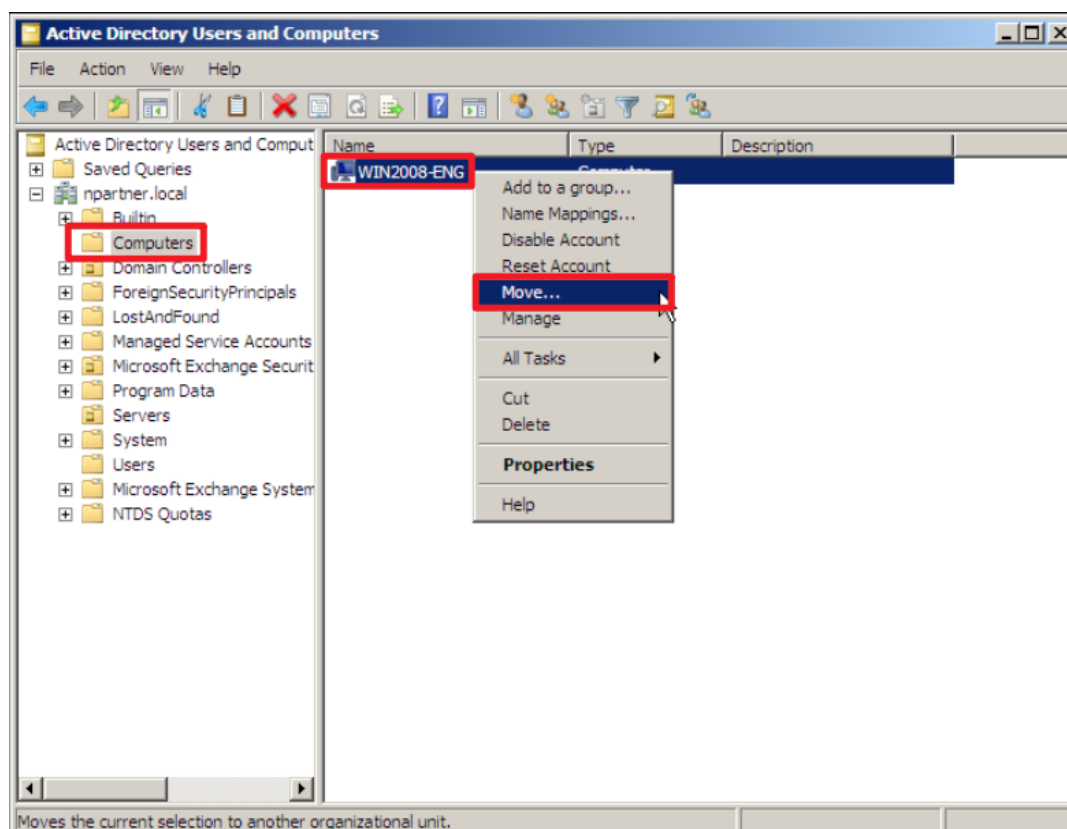 Active Directory Users and Computers
File Action View Help
Active Directory Users and Comput
Saved Queries
npartner.local
Builtin
Computers
Domain Controllers
ForeignSecurityPrincipals
LostAndFound
Managed Service Accounts
Microsoft Exchange Securit
Program Data
Servers
System
Users
Microsoft Exchange System
NTDS Quotas
Name Type Description
WIN2008-ENG Computer
Add to a group...
Name Mappings...
Disable Account
Reset Account
Move...
Manage
All Tasks
Cut
Delete
Properties
Help
Moves the current selection to another organizational unit.